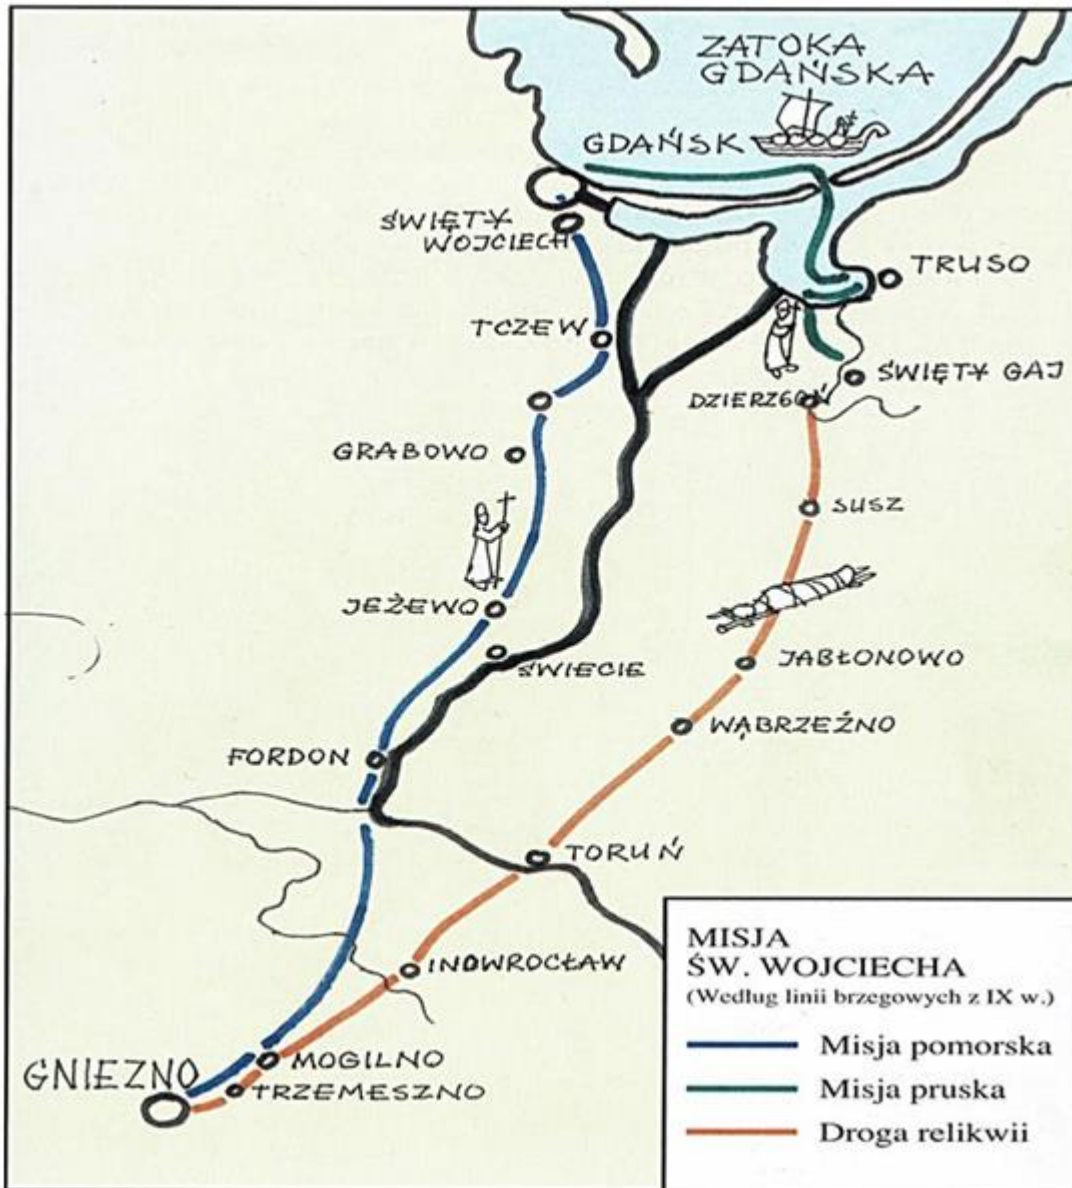 ZATOKA
GDAŃSKA
GDAŃSK
ŚWIĘTY
WOJCIECH
TRUSO
TCZEW
ŚWIĘTY GAJ
DZIERZGOŃ
GRABOWO
SUSZ
JEŻEWO
ŚWIECIE
JABŁONOWO
WĄBRZEŹNO
FORDON
TORUŃ
INOWROCŁAW
MOGILNO
GNIEZNO
TRZEMESZNO
MISJA
ŚW. WOJCIECHA
(Według linii brzegowych z IX w.)
Misja pomorska
Misja pruska
Droga relikwii